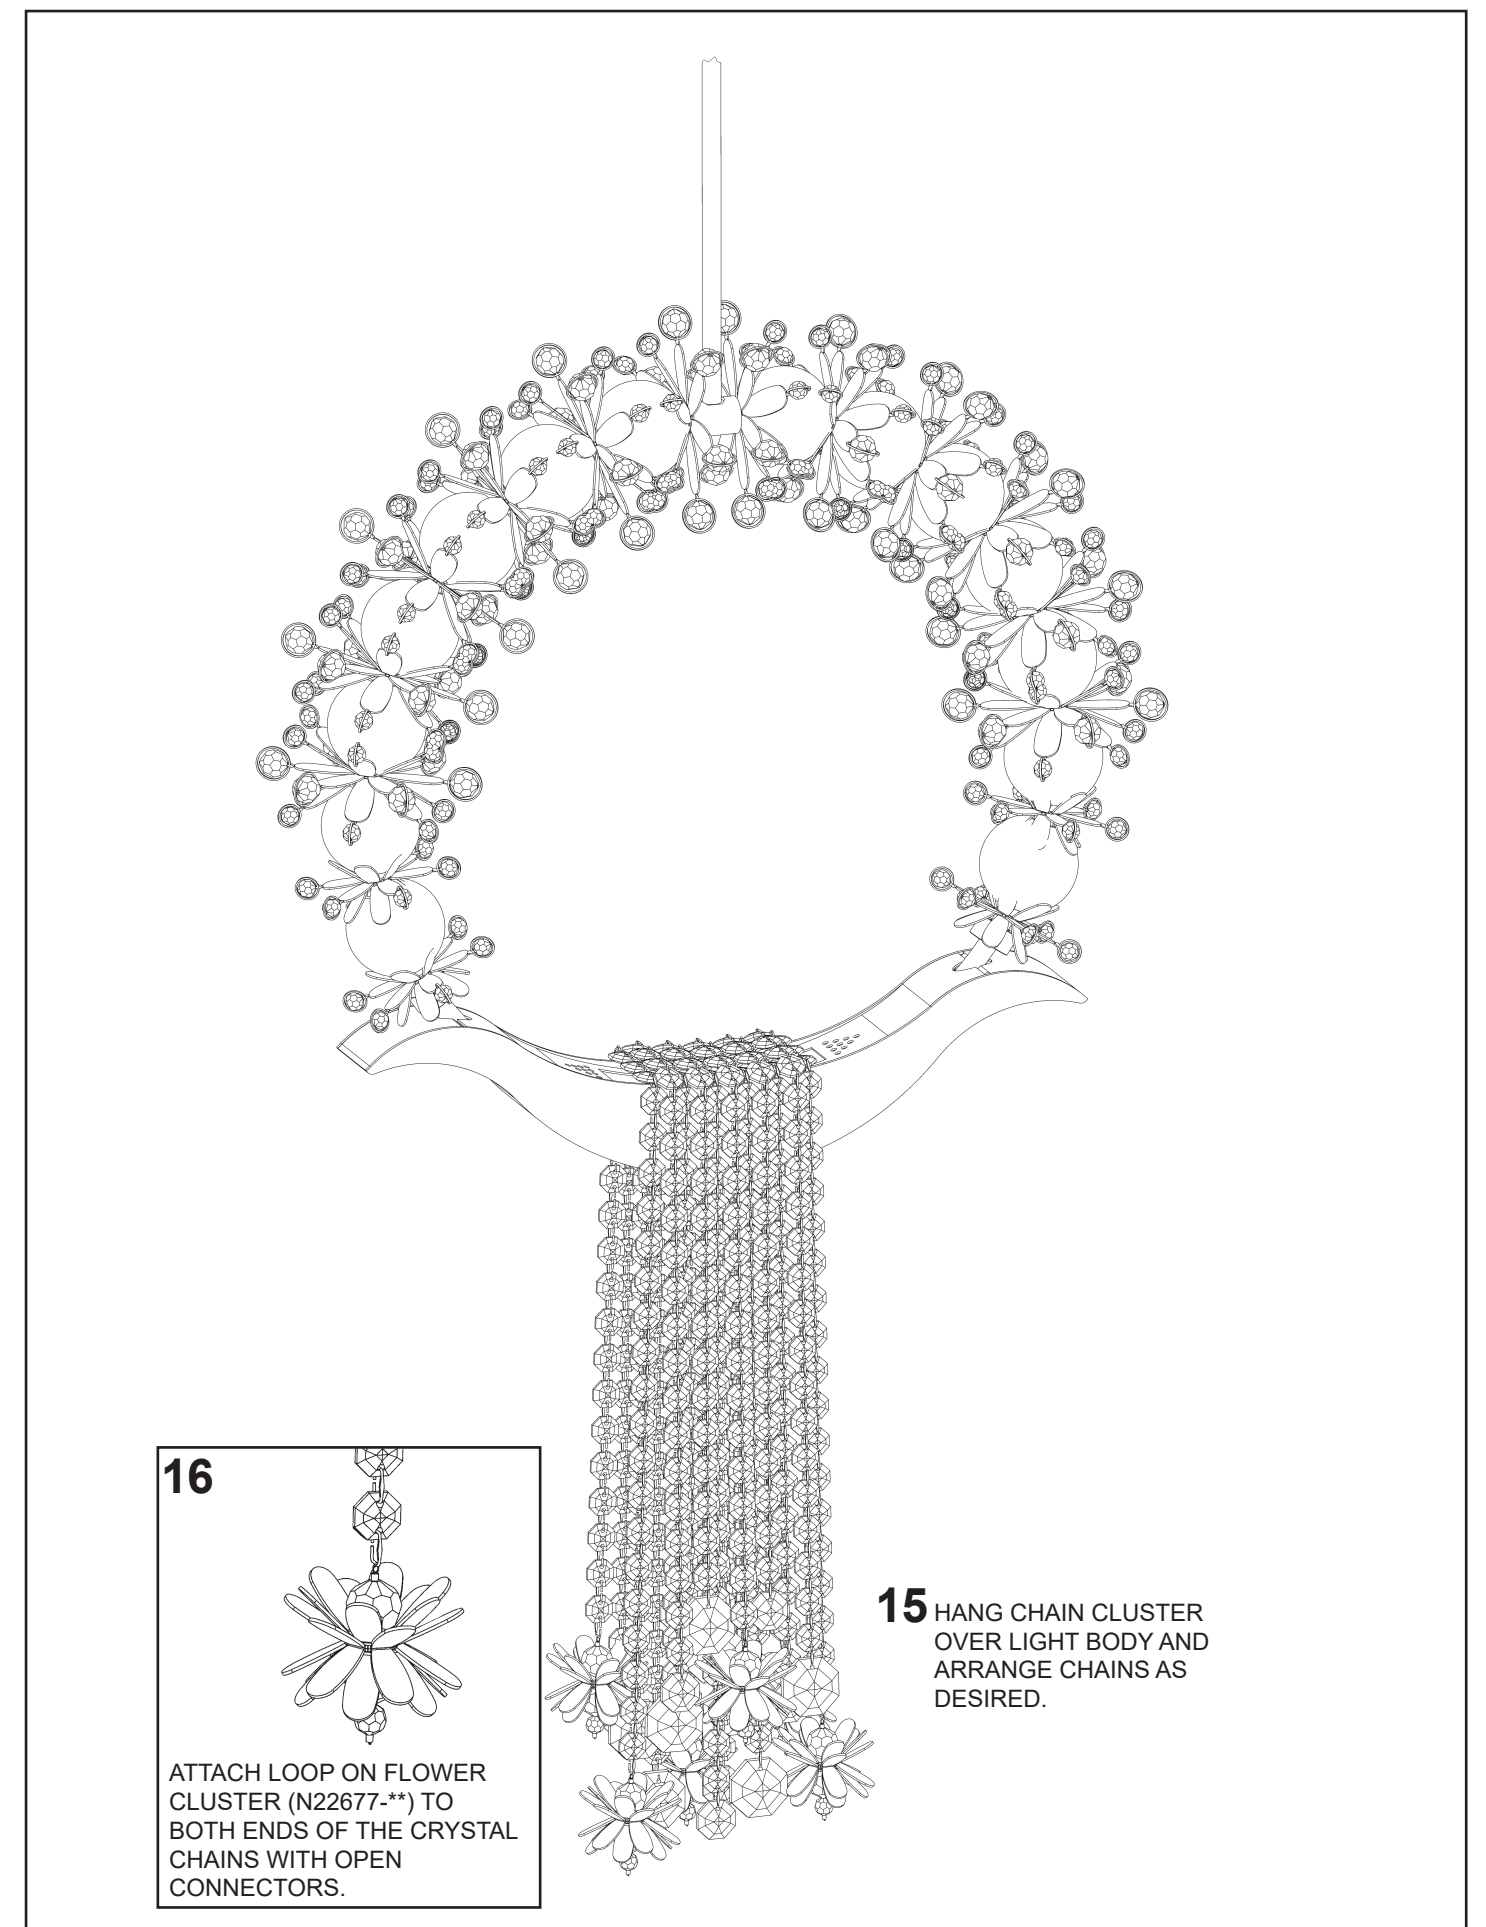 16
ATTACH LOOP ON FLOWER
CLUSTER (N22677-**) TO
BOTH ENDS OF THE CRYSTAL
CHAINS WITH OPEN
CONNECTORS.
15 HANG CHAIN CLUSTER
OVER LIGHT BODY AND
ARRANGE CHAINS AS
DESIRED.